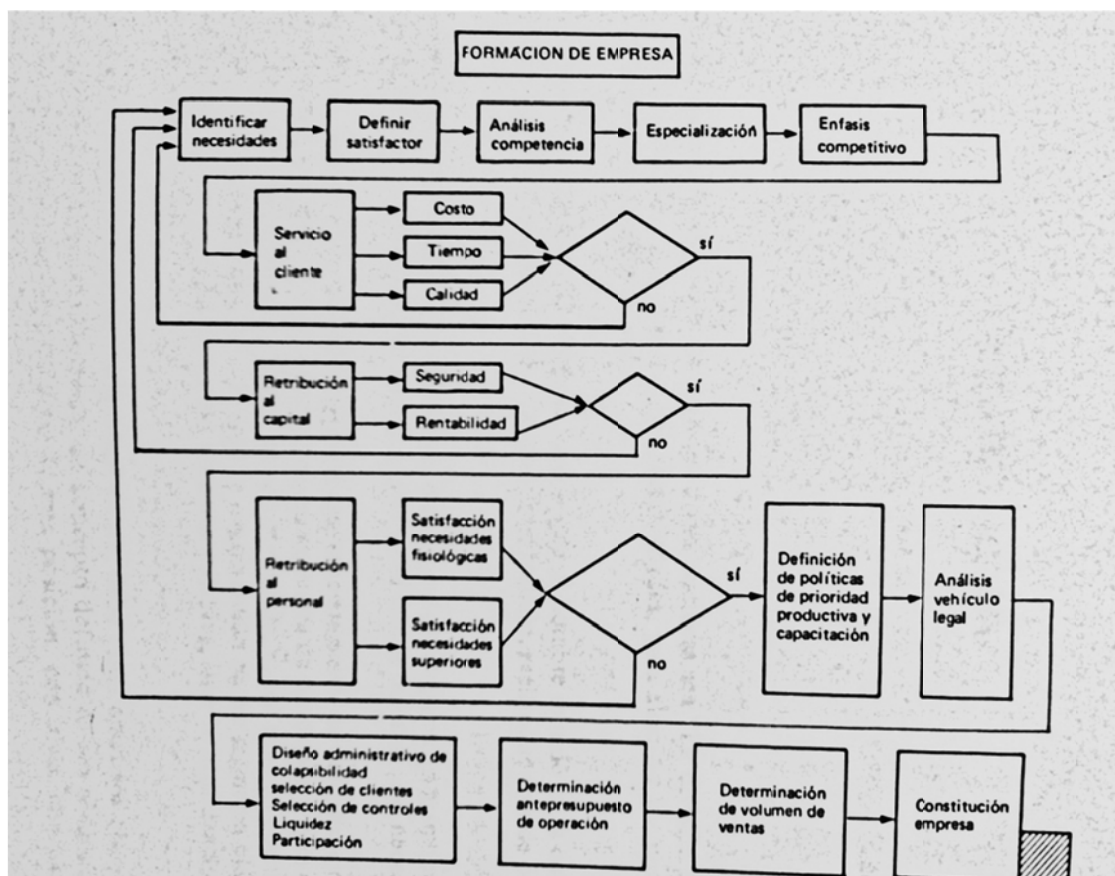 FORMACION DE EMPRESA
Identificar
necesidades
Definir
satisfactor
Análisis
competencia
Especialización
Enfasis
competitivo
Servicio
al
cliente
Costo
Tiempo
Calidad
sí
no
Retribución
al
capital
Seguridad
Rentabilidad
sí
no
Retribución
al
personal
Satisfacción
necesidades
fisiológicas
Satisfacción
necesidades
superiores
sí
no
Definición
de políticas
de prioridad
productiva y
capacitación
Análisis
vehículo
legal
Diseño administrativo de
colapsibilidad
selección de clientes
Selección de controles
Liquidez
Participación
Determinación
antepresupuesto
de operación
Determinación
de volumen de
ventas
Constitución
empresa